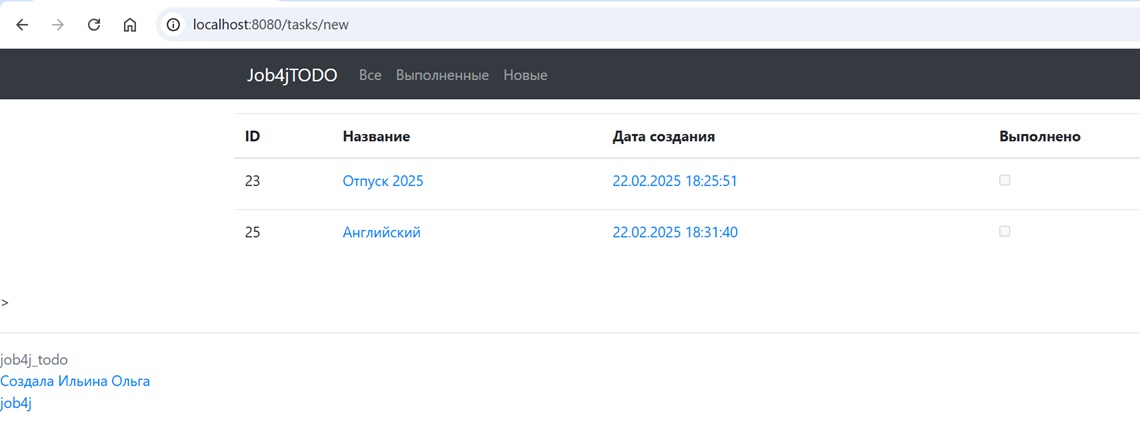 localhost:8080/tasks/new
Job4jTODO Все Выполненные Новые
ID Название Дата создания Выполнено
23 Отпуск 2025 22.02.2025 18:25:51
25 Английский 22.02.2025 18:31:40
>
job4j_todo
Создала Ильина Ольга
job4j